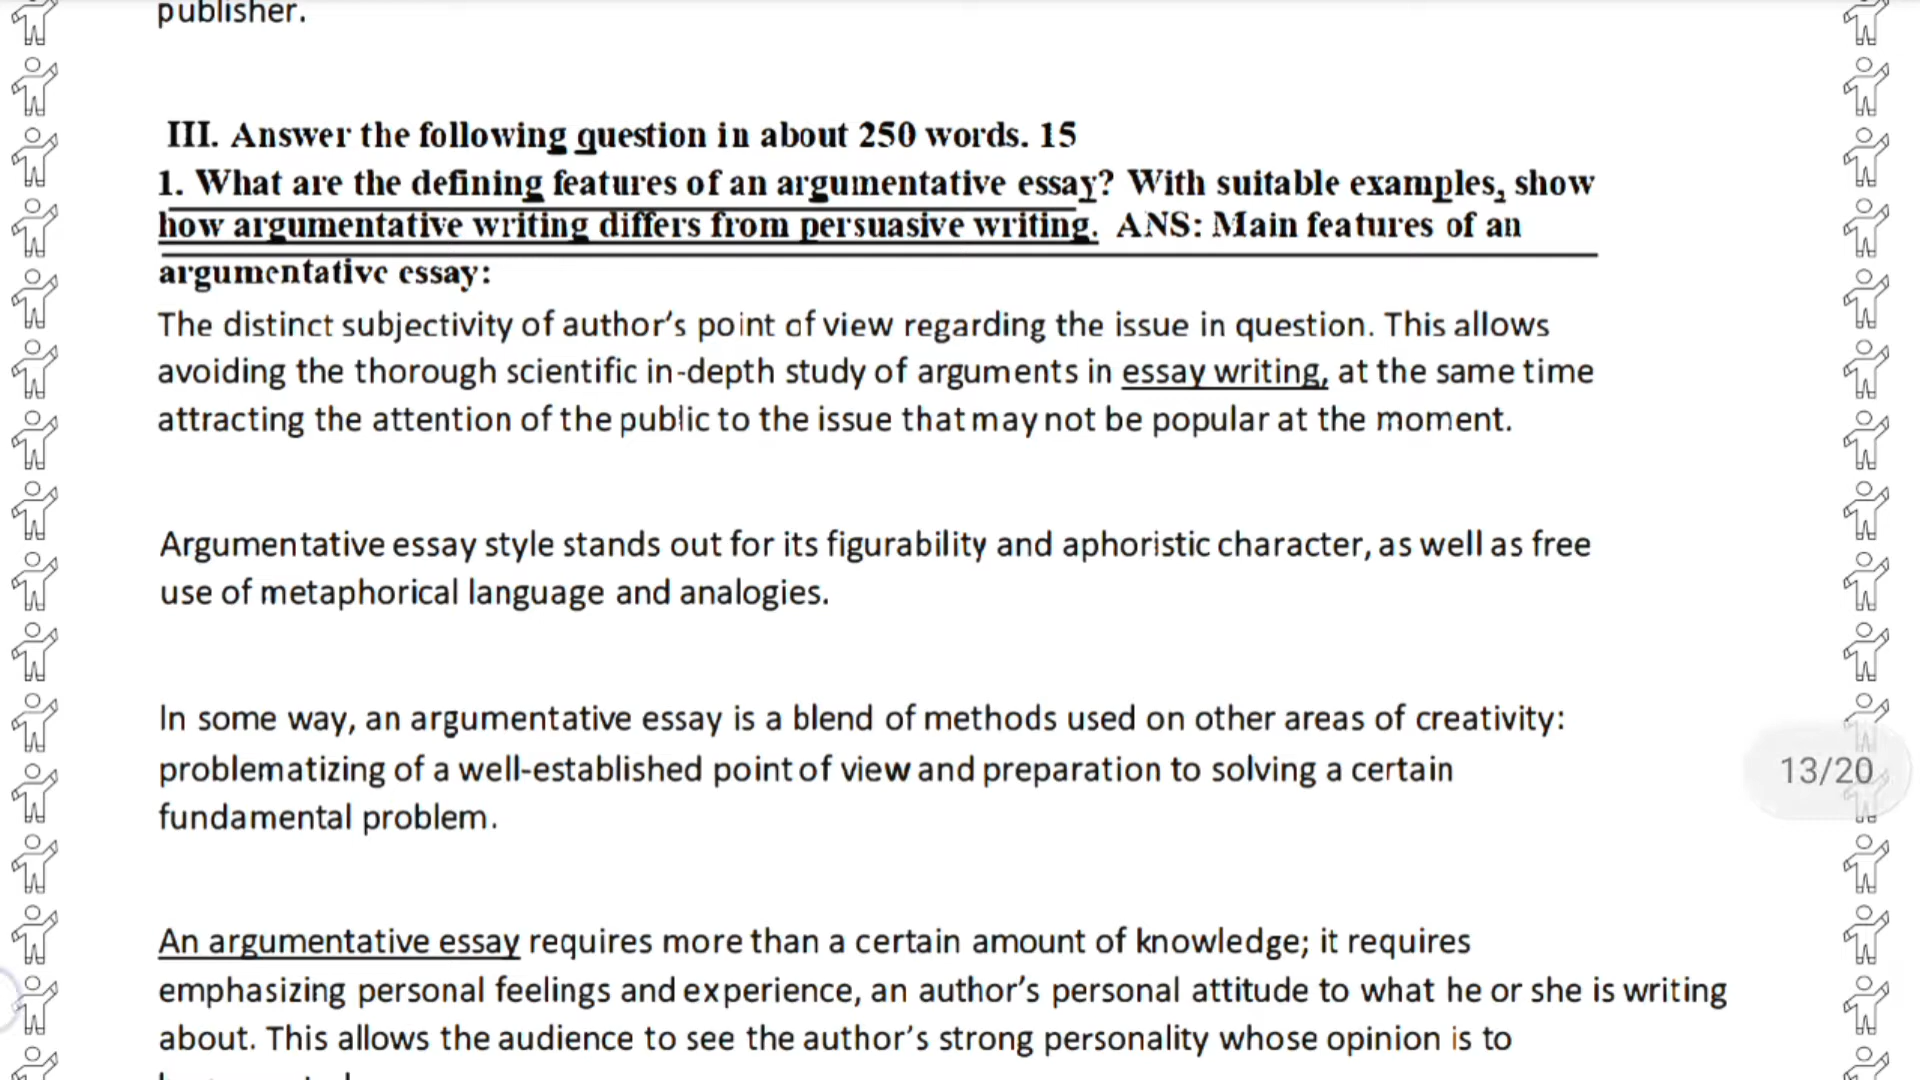 publisher.
III. Answer the following question in about 250 words. 15
1. What are the defining features of an argumentative essay? With suitable examples, show
how argumentative writing differs from persuasive writing. ANS: Main features of an
argumentative essay:
The distinct subjectivity of author’s point of view regarding the issue in question. This allows
avoiding the thorough scientific in-depth study of arguments in essay writing, at the same time
attracting the attention of the public to the issue that may not be popular at the moment.
Argumentative essay style stands out for its figurability and aphoristic character, as well as free
use of metaphorical language and analogies.
In some way, an argumentative essay is a blend of methods used on other areas of creativity:
problematizing of a well-established point of view and preparation to solving a certain
13/20
fundamental problem.
An argumentative essay requires more than a certain amount of knowledge; it requires
emphasizing personal feelings and experience, an author’s personal attitude to what he or she is writing
about. This allows the audience to see the author’s strong personality whose opinion is to